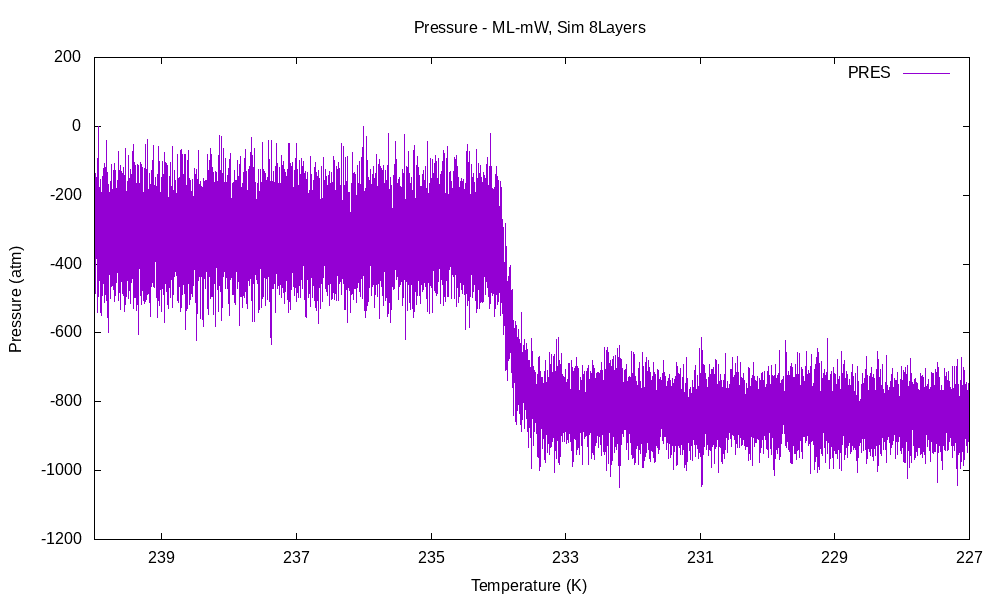 Pressure - ML-mW, Sim 8Layers
PRES
200
0
-200
-400
-600
-800
-1000
-1200
Pressure (atm)
239 237 235 233 231 229 227
Temperature (K)